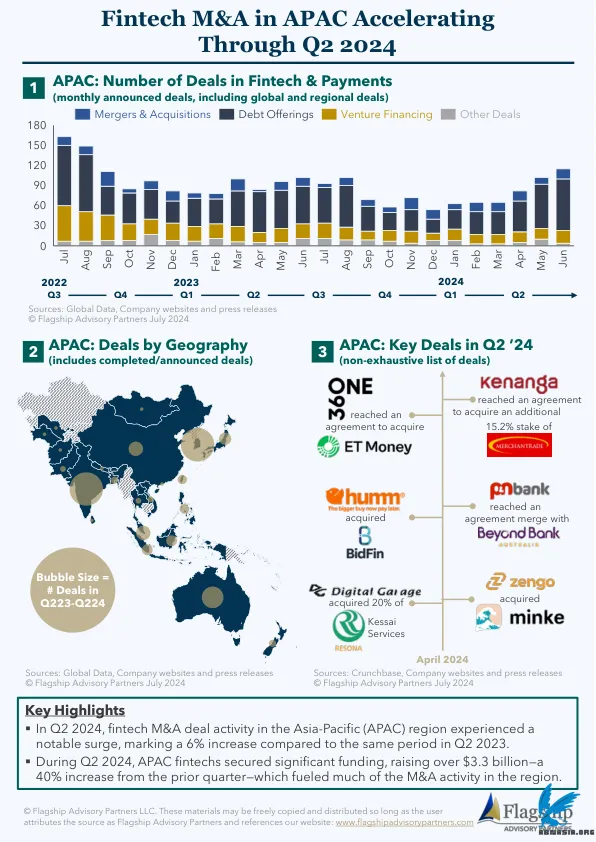 Fintech M&A in APAC Accelerating
Through Q2 2024
1 APAC: Number of Deals in Fintech & Payments
(monthly announced deals, including global and regional deals)
Mergers & Acquisitions Debt Offerings Venture Financing Other Deals
180
150
120
90
60
30
0
Jul Aug Sep Oct Nov Dec Jan Feb Mar Apr May Jun Jul Aug Sep Oct Nov Dec Jan Feb Mar Apr May Jun
2022 2023 2024
Q3 Q4 Q1 Q2 Q3 Q4 Q1 Q2
Sources: Global Data, Company websites and press releases
© Flagship Advisory Partners July 2024
2 APAC: Deals by Geography
(includes completed/announced deals)
Bubble Size =
# Deals in
Q223-Q224
Sources: Global Data, Company websites and press releases
© Flagship Advisory Partners July 2024
3 APAC: Key Deals in Q2 ’24
(non-exhaustive list of deals)
360NE
reached an
agreement to acquire
ET Money
kenanga
reached an agreement
to acquire an additional
15.2% stake of
MERCHANTRADE
humm
The bigger buy now pay later.
acquired
BidFin
pnbank
reached an
agreement merge with
Beyond Bank
AUSTRALIA
Digital Garage
acquired 20% of
Kessai
Services
RESONA
zengo
acquired
minke
April 2024
Sources: Crunchbase, Company websites and press releases
© Flagship Advisory Partners July 2024
Key Highlights
▪ In Q2 2024, fintech M&A deal activity in the Asia-Pacific (APAC) region experienced a
notable surge, marking a 6% increase compared to the same period in Q2 2023.
▪ During Q2 2024, APAC fintechs secured significant funding, raising over $3.3 billion—a
40% increase from the prior quarter—which fueled much of the M&A activity in the region.
© Flagship Advisory Partners LLC. These materials may be freely copied and distributed so long as the user
attributes the source as Flagship Advisory Partners and references our website: www.flagshipadvisorypartners.com
Flagship
ADVISORY PARTNERS